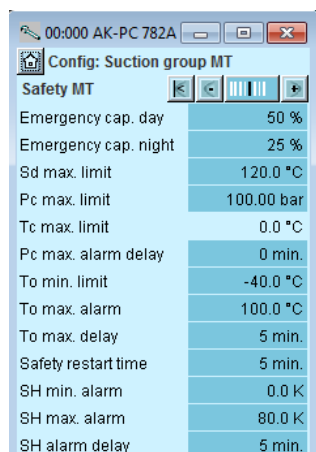 00:000 AK-PC 782A
Config: Suction group MT
Safety MT
Emergency cap. day 50 %
Emergency cap. night 25 %
Sd max. limit 120.0 °C
Pc max. limit 100.00 bar
Tc max. limit 0.0 °C
Pc max. alarm delay 0 min.
To min. limit -40.0 °C
To max. alarm 100.0 °C
To max. delay 5 min.
Safety restart time 5 min.
SH min. alarm 0.0 K
SH max. alarm 80.0 K
SH alarm delay 5 min.